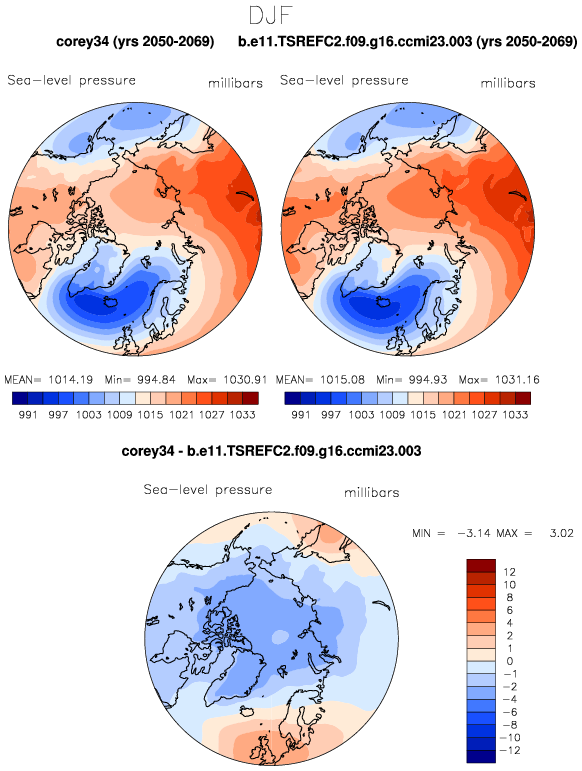 DJF
corey34 (yrs 2050-2069) b.e11.TSREFC2.f09.g16.ccmi23.003 (yrs 2050-2069)
Sea-level pressure millibars Sea-level pressure millibars
MEAN= 1014.19 Min= 994.84 Max= 1030.91 MEAN= 1015.08 Min= 994.93 Max= 1031.16
991 997 1003 1009 1015 1021 1027 1033 991 997 1003 1009 1015 1021 1027 1033
corey34 - b.e11.TSREFC2.f09.g16.ccmi23.003
Sea-level pressure millibars
MIN = -3.14 MAX = 3.02
12
10
8
6
4
2
1
0
-1
-2
-4
-6
-8
-10
-12